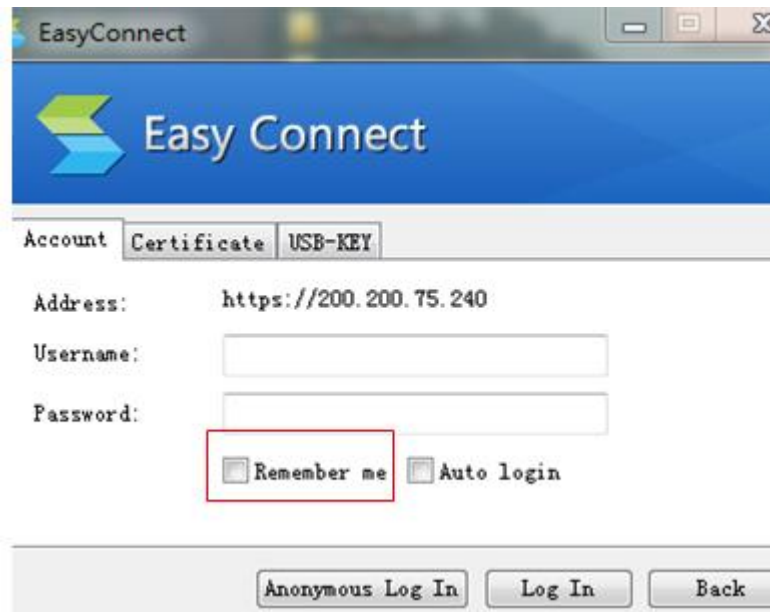 EasyConnect
Easy Connect
Account Certificate USB-KEY
Address: https://200.200.75.240
Username:
Password:
Remember me Auto login
Anonymous Log In Log In Back